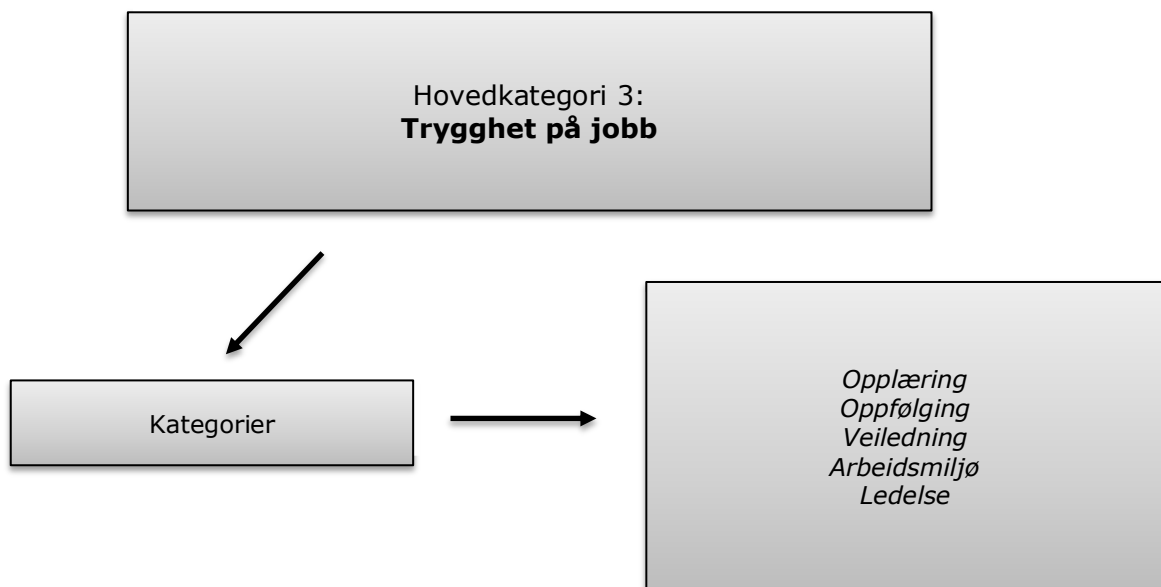 Hovedkategori 3:
Trygghet på jobb
Kategorier
Opplæring
Oppfølging
Veiledning
Arbeidsmiljø
Ledelse